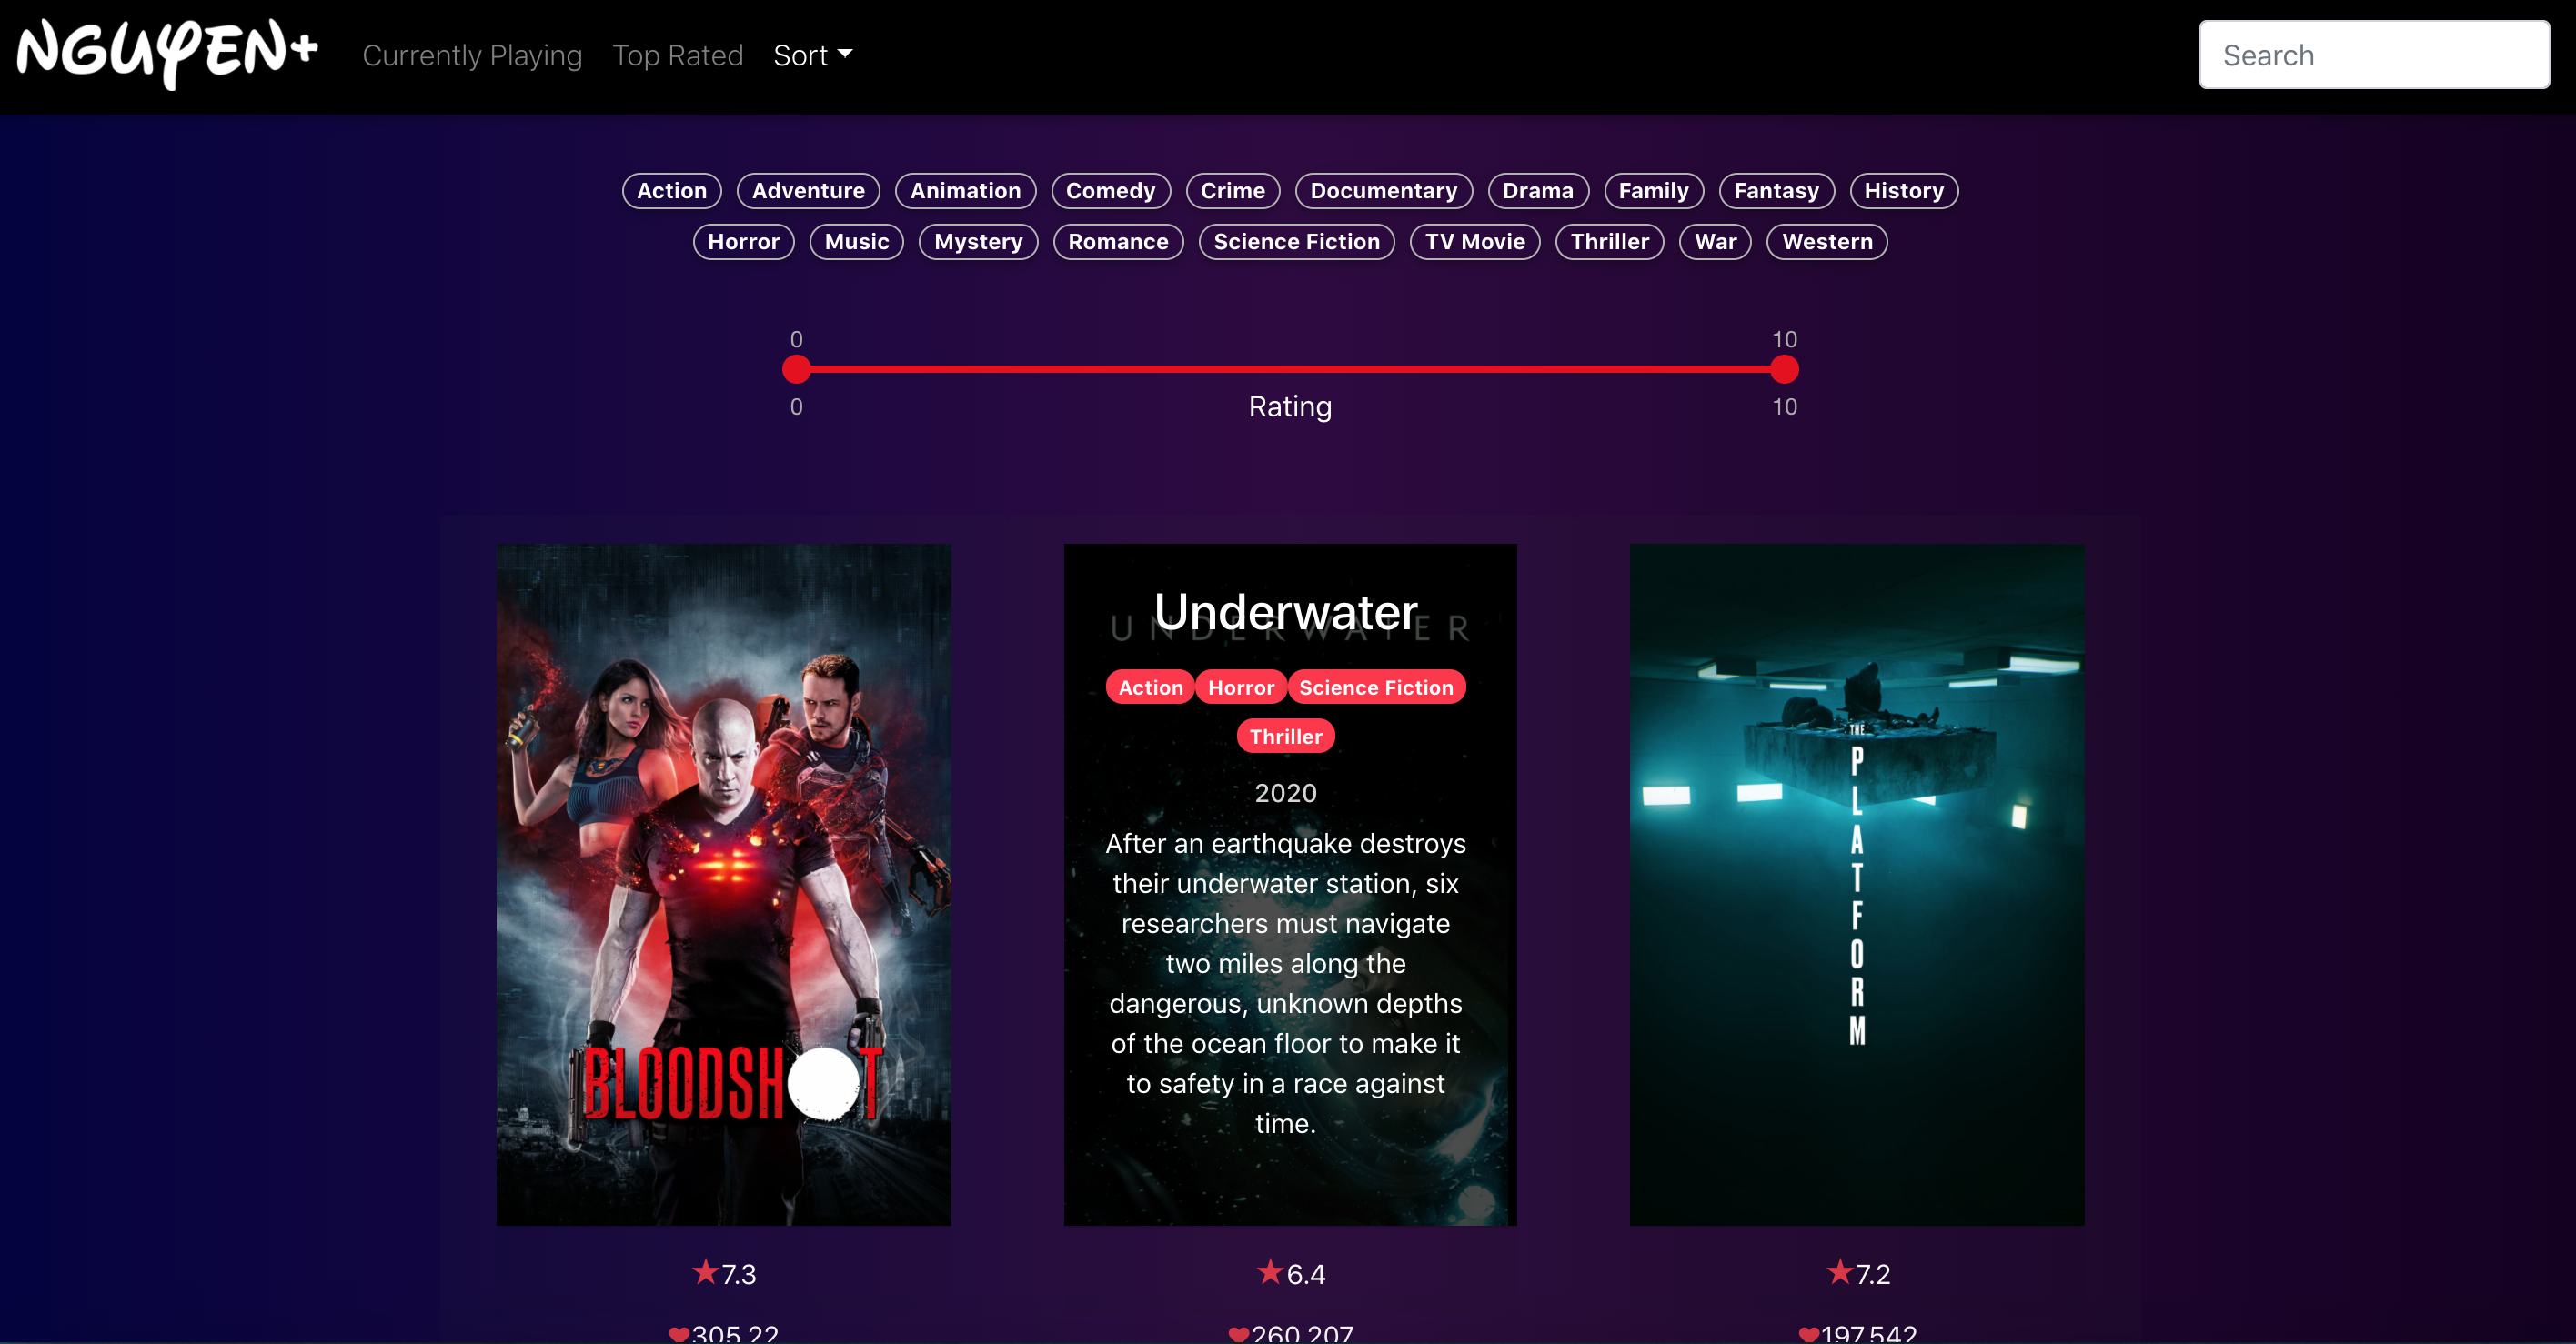 NGUYEN+ Currently Playing Top Rated Sort Search
Action Adventure Animation Comedy Crime Documentary Drama Family Fantasy History
Horror Music Mystery Romance Science Fiction TV Movie Thriller War Western
0 10
0 Rating 10
BLOODSHOT
Underwater
UNDERWATER
Action Horror Science Fiction
Thriller
2020
After an earthquake destroys
their underwater station, six
researchers must navigate
two miles along the
dangerous, unknown depths
of the ocean floor to make it
to safety in a race against
time.
THE
PLATFORM
7.3 6.4 7.2
305.22 260.207 197.542